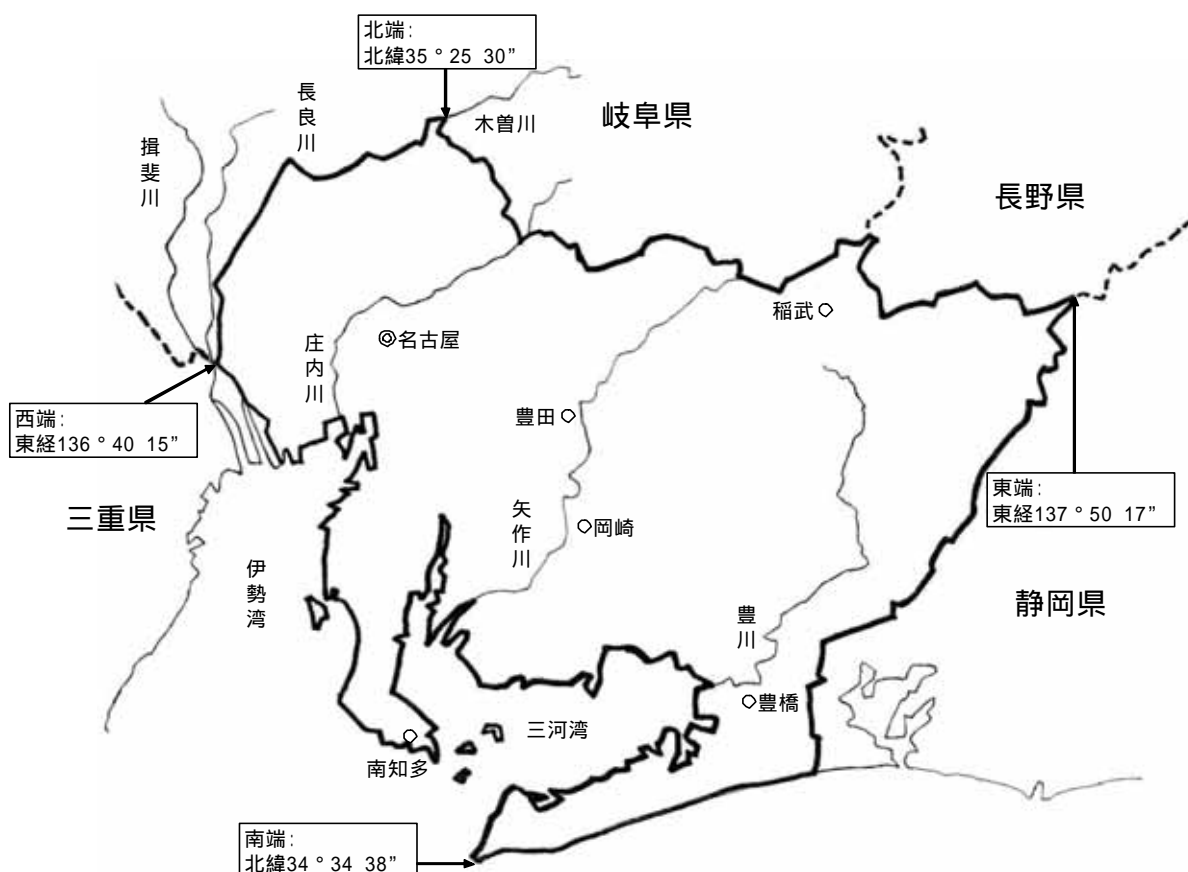 北端:
北緯35 ° 25 30”
長良川
木曽川
岐阜県
揖斐川
長野県
稲武
庄内川
名古屋
西端:
東経136 ° 40 15”
豊田
東端:
東経137 ° 50 17”
三重県
矢作川
岡崎
伊勢湾
静岡県
豊川
豊橋
三河湾
南知多
南端:
北緯34 ° 34 38”